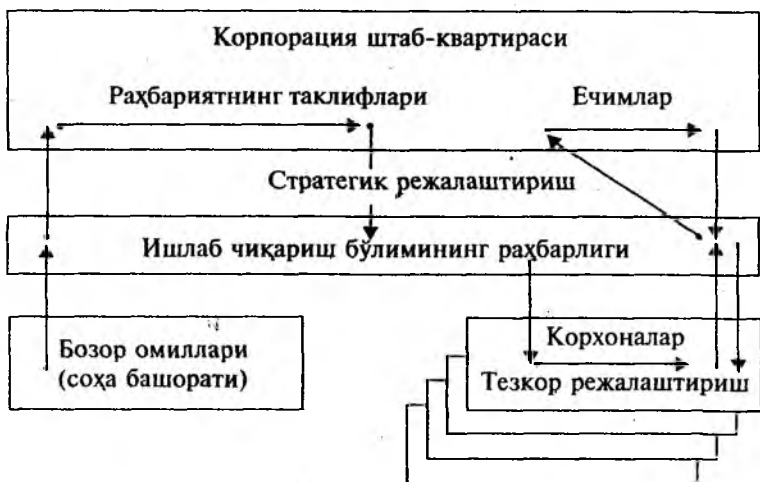 Корпорация штаб-квартираси
Раҳбариятнинг таклифлари
Ечимлар
Стратегик режалаштириш
Ишлаб чиқариш бўлимининг раҳбарлиги
Бозор омиллари
(соҳа башорати)
Корхоналар
Тезкор режалаштириш